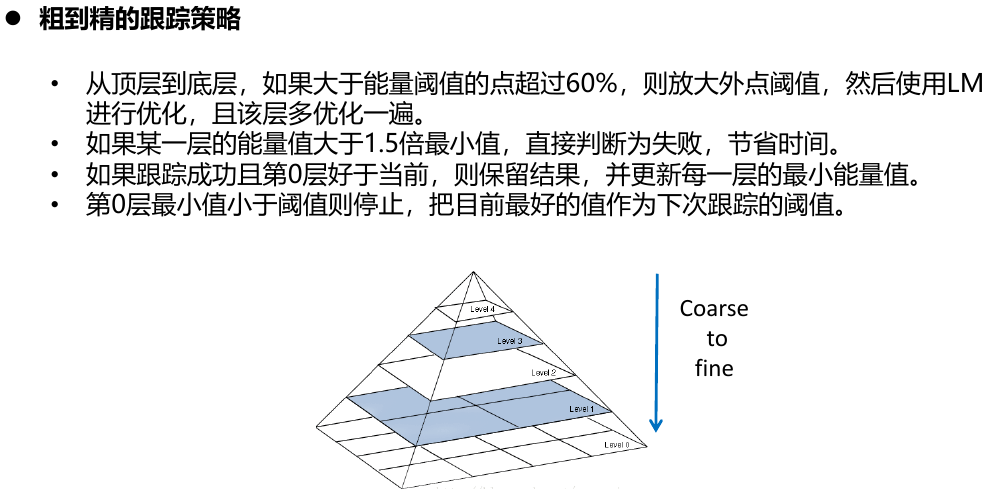 ● 粗到精的跟踪策略
• 从顶层到底层，如果大于能量阈值的点超过60%，则放大外点阈值，然后使用LM
进行优化，且该层多优化一遍。
• 如果某一层的能量值大于1.5倍最小值，直接判断为失败，节省时间。
• 如果跟踪成功且第0层好于当前，则保留结果，并更新每一层的最小能量值。
• 第0层最小值小于阈值则停止，把目前最好的值作为下次跟踪的阈值。
Level 4
Level 3
Level 2
Level 1
Level 0
Coarse
to
fine